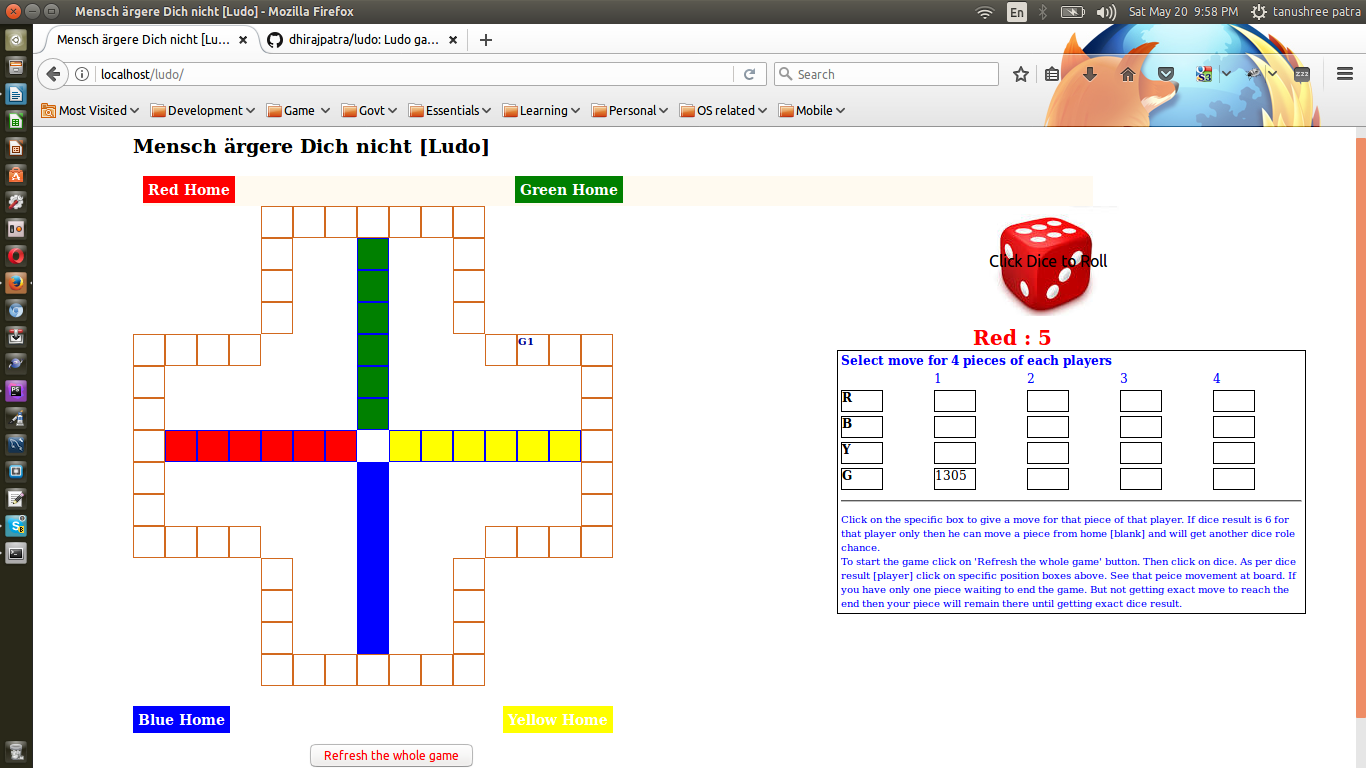 Mensch ärgere Dich nicht [Ludo] - Mozilla Firefox
En
Sat May 20 9:58 PM
tanushree patra
Mensch ärgere Dich nicht [Lu...
dhirajpatra/ludo: Ludo ga...
localhost/ludo/
Search
Most Visited
Development
Game
Govt
Essentials
Learning
Personal
OS related
Mobile
Mensch ärgere Dich nicht [Ludo]
Red Home
Green Home
Click Dice to Roll
G1
Red : 5
Select move for 4 pieces of each players
1 2 3 4
R
B
Y
G 1305
Click on the specific box to give a move for that piece of that player. If dice result is 6 for
that player only then he can move a piece from home [blank] and will get another dice role
chance.
To start the game click on 'Refresh the whole game' button. Then click on dice. As per dice
result [player] click on specific position boxes above. See that peice movement at board. If
you have only one piece waiting to end the game. But not getting exact move to reach the
end then your piece will remain there until getting exact dice result.
Blue Home
Yellow Home
Refresh the whole game